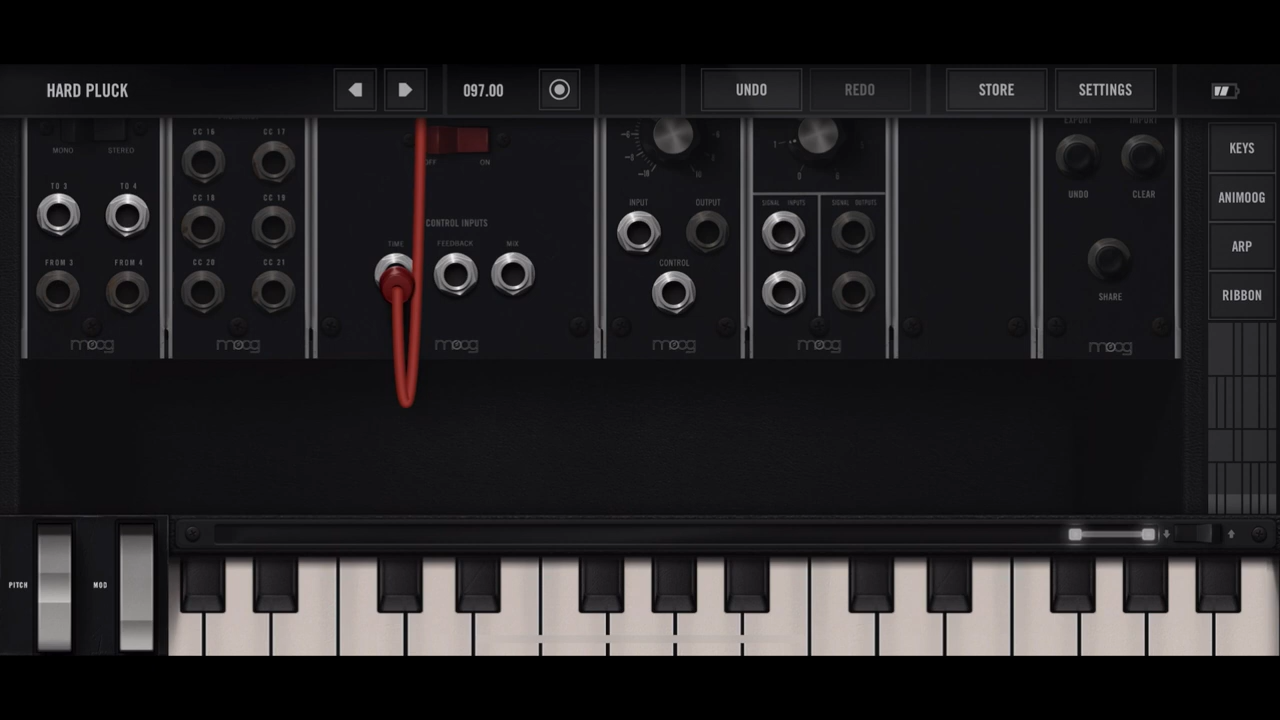 HARD PLUCK
097.00
UNDO
REDO
STORE
SETTINGS
KEYS
ANIMOOG
ARP
RIBBON
MONO STEREO
TO 3 TO 4
FROM 3 FROM 4
moog
CC 16 CC 17
CC 18 CC 19
CC 20 CC 21
moog
ON
CONTROL INPUTS
TIME FEEDBACK MIX
moog
-10 10
INPUT OUTPUT
CONTROL
moog
0
SIGNAL INPUTS SIGNAL OUTPUTS
moog
UNDO CLEAR
SHARE
moog
PITCH MOD